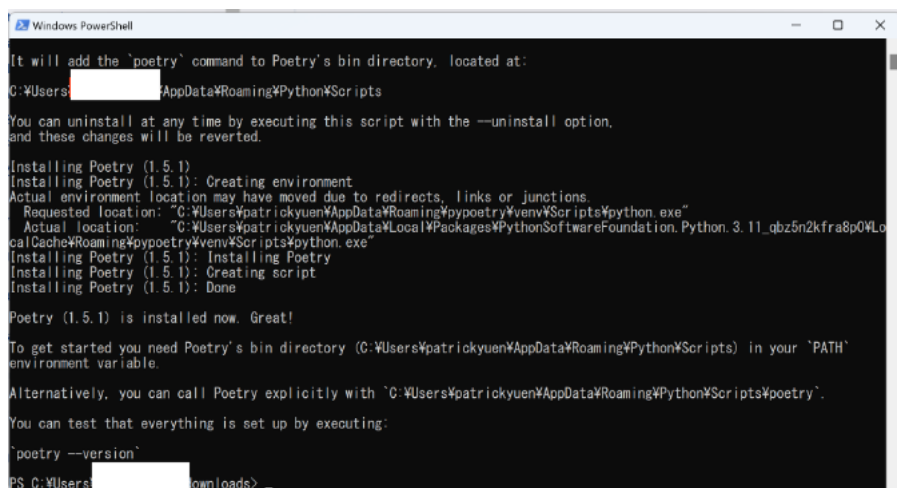 Windows PowerShell
It will add the `poetry` command to Poetry's bin directory, located at:
C:¥Users¥AppData¥Roaming¥Python¥Scripts
You can uninstall at any time by executing this script with the --uninstall option,
and these changes will be reverted.
Installing Poetry (1.5.1)
Installing Poetry (1.5.1): Creating environment
Actual environment location may have moved due to redirects, links or junctions.
Requested location: "C:¥Users¥patrickyuen¥AppData¥Roaming¥pypoetry¥venv¥Scripts¥python.exe"
Actual location: "C:¥Users¥patrickyuen¥AppData¥Local¥Packages¥PythonSoftwareFoundation.Python.3.11_qbz5n2kfra8p0¥Lo
calCache¥Roaming¥pypoetry¥venv¥Scripts¥python.exe"
Installing Poetry (1.5.1): Installing Poetry
Installing Poetry (1.5.1): Creating script
Installing Poetry (1.5.1): Done
Poetry (1.5.1) is installed now. Great!
To get started you need Poetry's bin directory (C:¥Users¥patrickyuen¥AppData¥Roaming¥Python¥Scripts) in your `PATH`
environment variable.
Alternatively, you can call Poetry explicitly with `C:¥Users¥patrickyuen¥AppData¥Roaming¥Python¥Scripts¥poetry`.
You can test that everything is set up by executing:
`poetry --version`
PS C:¥Users¥ ownloads> _